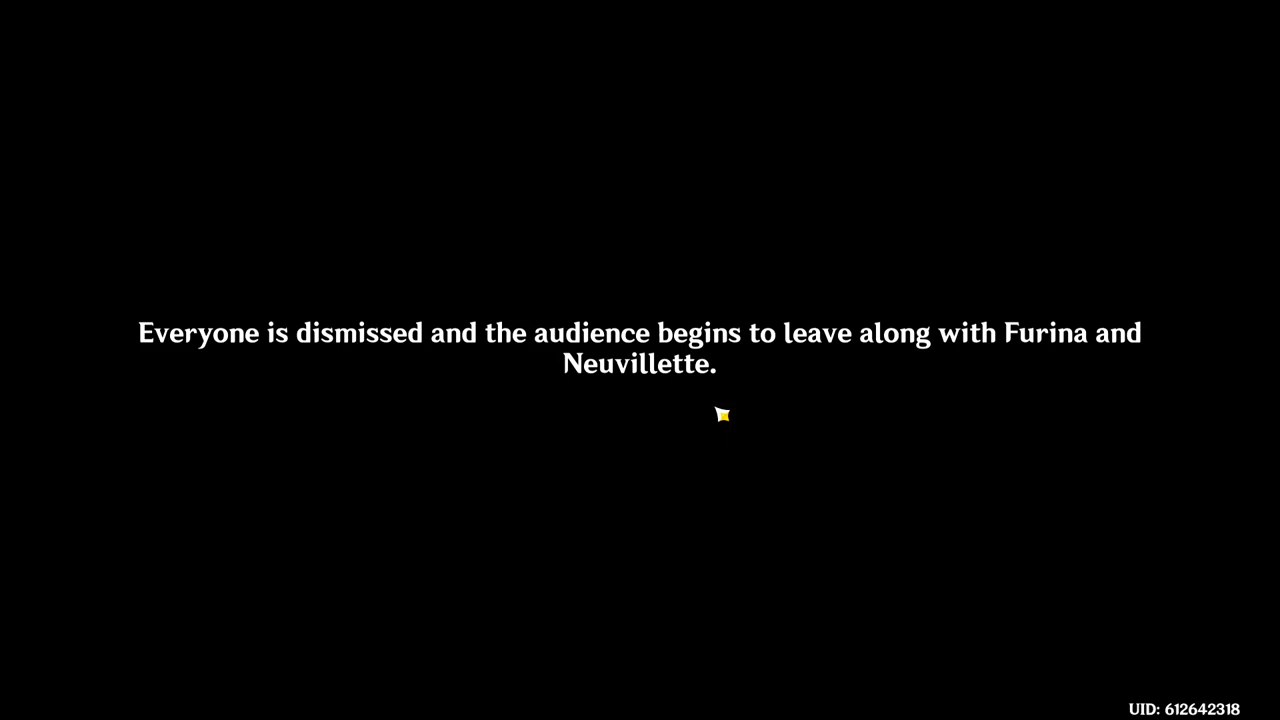 Everyone is dismissed and the audience begins to leave along with Furina and
Neuvillette.
UID: 612642318